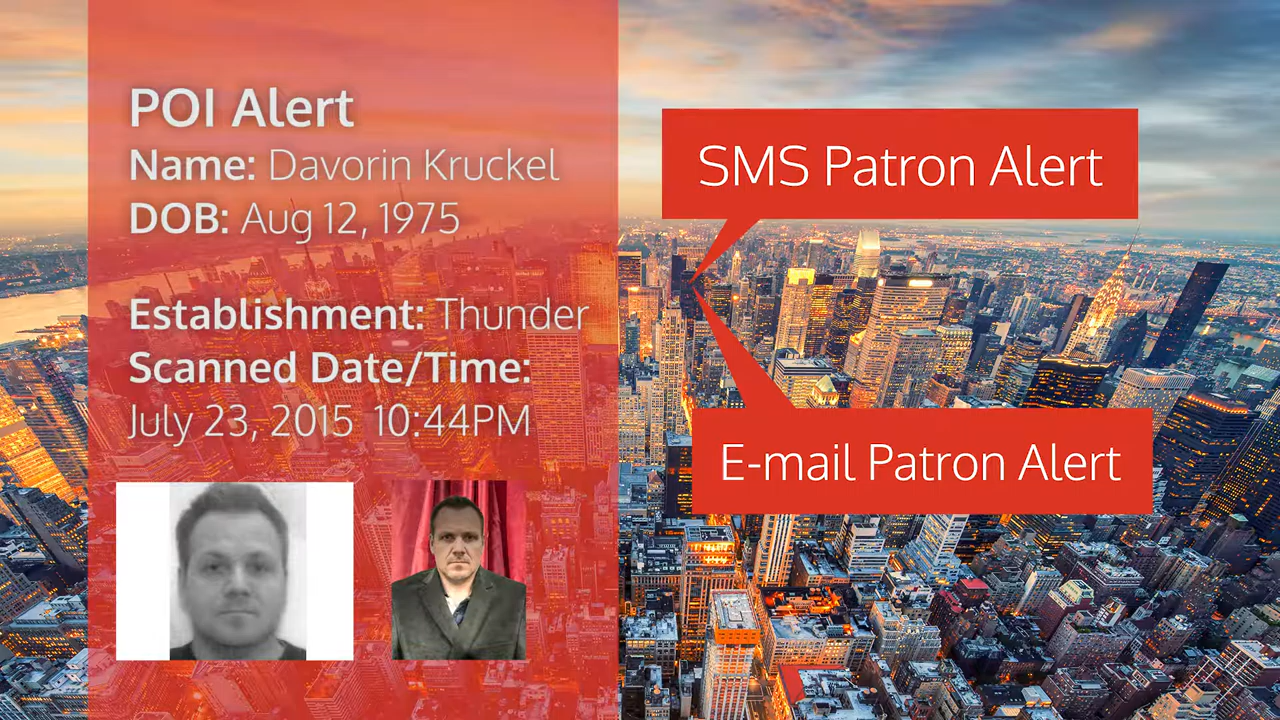 POI Alert
Name: Davorin Kruckel
DOB: Aug 12, 1975
Establishment: Thunder
Scanned Date/Time:
July 23, 2015 10:44PM
SMS Patron Alert
E-mail Patron Alert